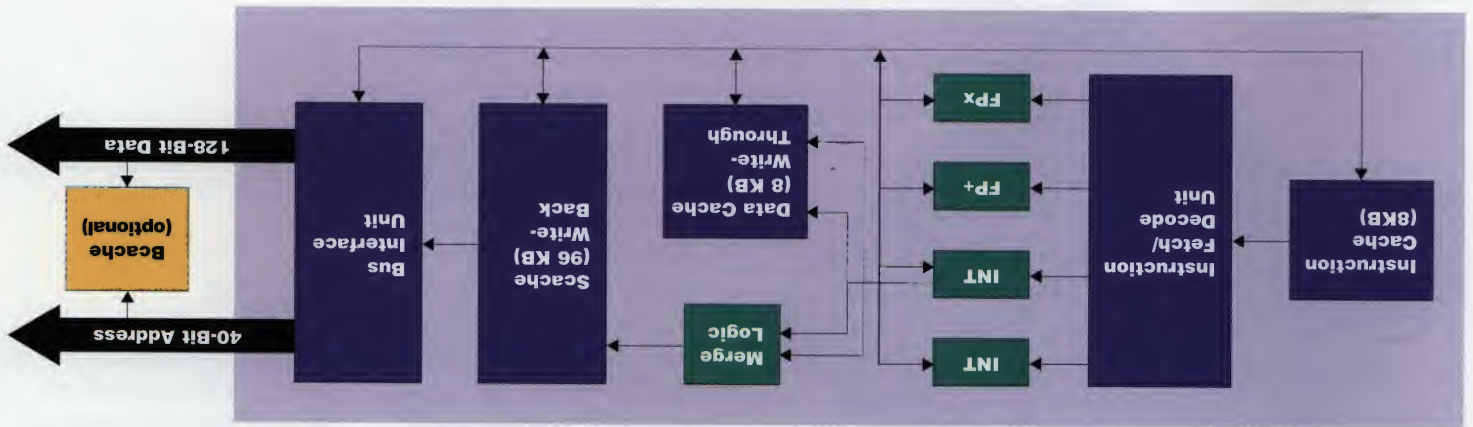 Instruction
Cache
(8KB)
Instruction
Fetch/
Decode
Unit
INT
INT
FP+
FPx
Merge
Logic
Data Cache
(8 KB)
Write-
Through
Scache
(96 KB)
Write-
Back
Bus
Interface
Unit
40-Bit Address
Bcache
(optional)
128-Bit Data